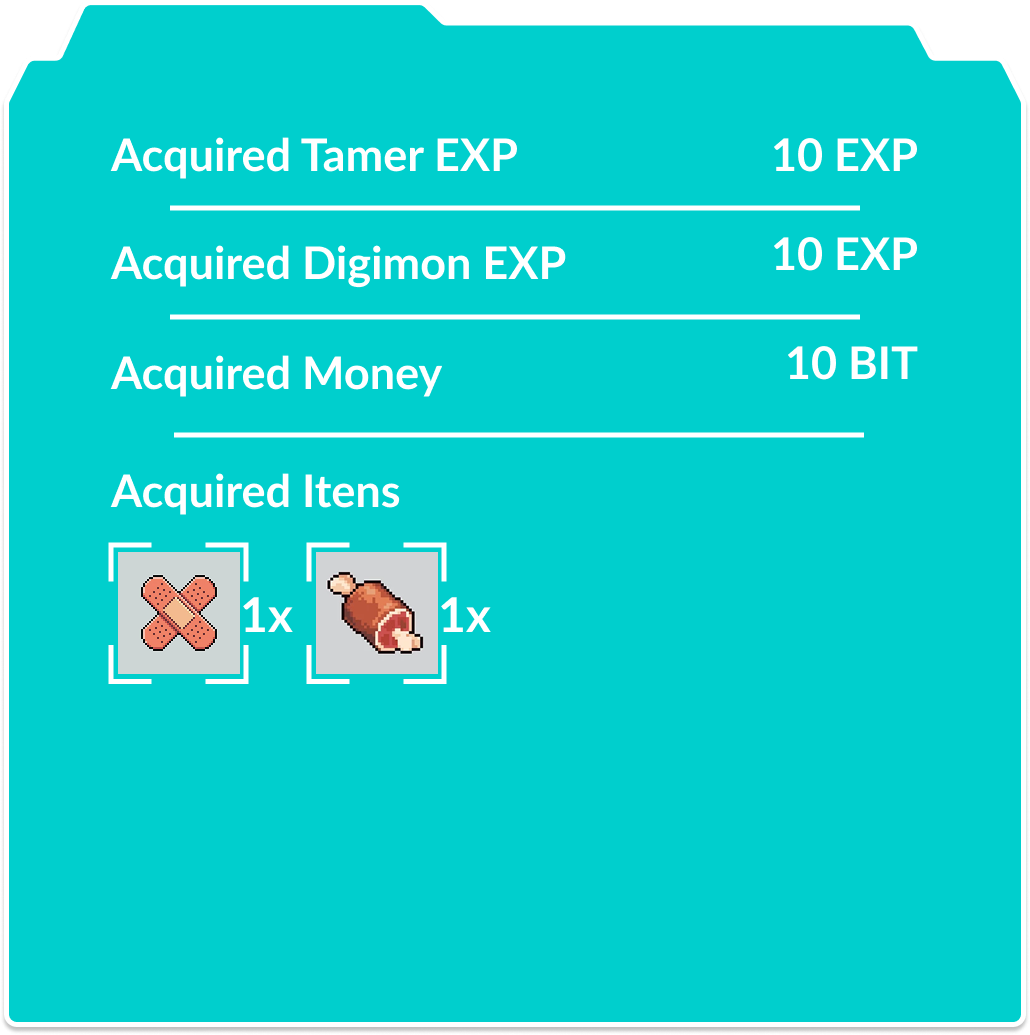 Acquired Tamer EXP 10 EXP
Acquired Digimon EXP 10 EXP
Acquired Money 10 BIT
Acquired Itens
1x 1x